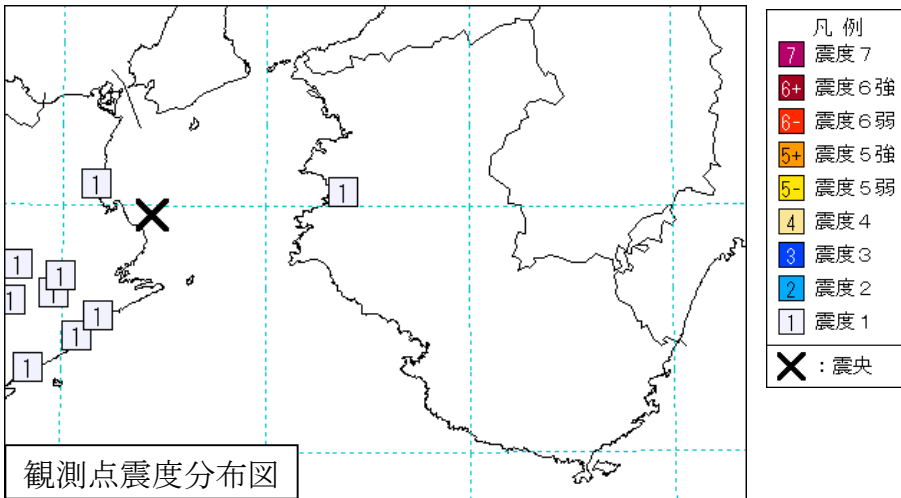 凡 例
7 震度7
6+ 震度6強
6- 震度6弱
5+ 震度5強
5- 震度5弱
4 震度4
3 震度3
2 震度2
1 震度1
:震央
1
1
1
1
1
1
1
1
1
1
観測点震度分布図